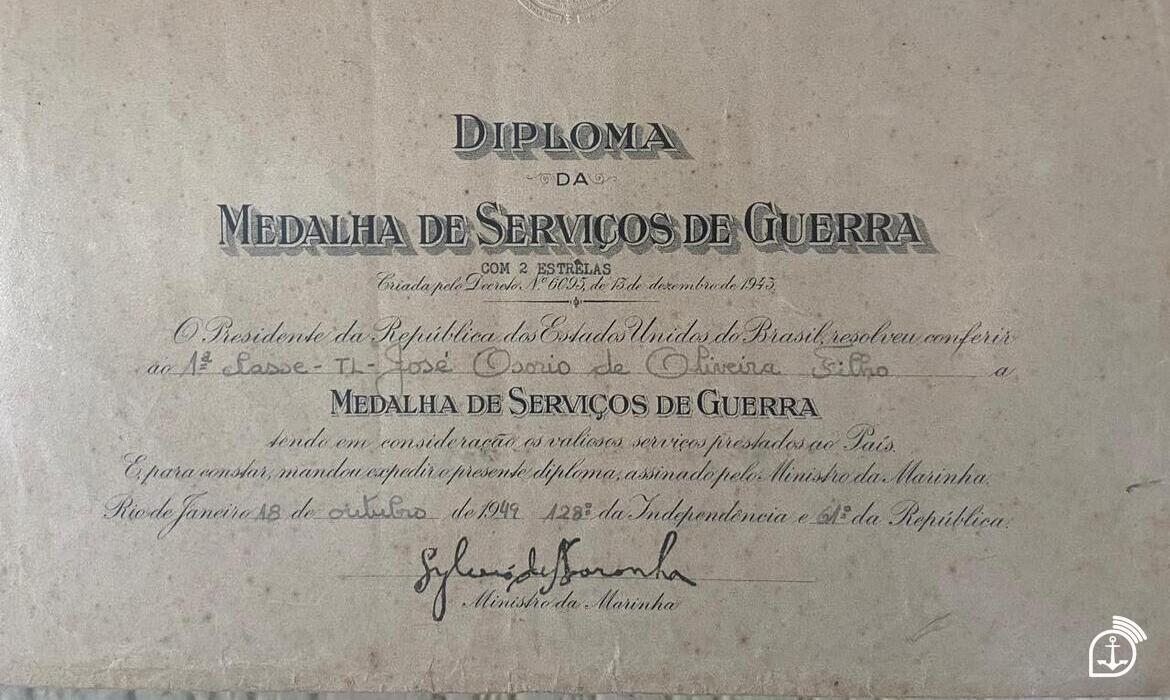 DIPLOMA
DA
MEDALHA DE SERVIÇOS DE GUERRA
COM 2 ESTRÊLAS
Criada pelo Decreto Nº 6095, de 13 de dezembro de 1943.
O Presidente da República dos Estados Unidos do Brasil, resolveu conferir
ao 1ª classe - TL - José Osorio de Oliveira Filho a
MEDALHA DE SERVIÇOS DE GUERRA
tendo em consideração os valiosos serviços prestados ao País.
E, para constar, mandou expedir o presente diploma, assinado pelo Ministro da Marinha.
Rio de Janeiro 18 de outubro de 1949 128º da Independência e 61º da República.
Sylvio de Noronha
Ministro da Marinha